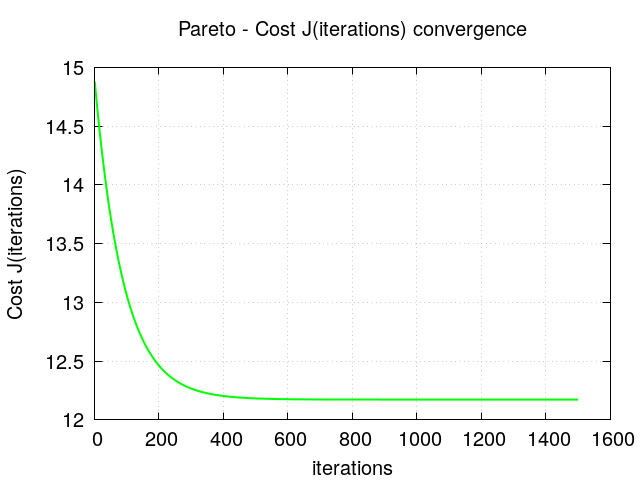 Pareto - Cost J(iterations) convergence
15
14.5
14
13.5
13
12.5
12
Cost J(iterations)
0 200 400 600 800 1000 1200 1400 1600
iterations